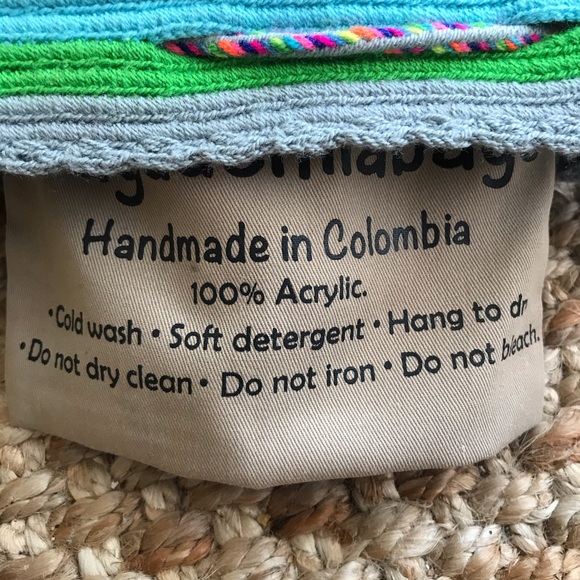 Handmade in Colombia
100% Acrylic.
•Cold wash • Soft detergent • Hang to
•Do not dry clean • Do not iron • Do not bleach.